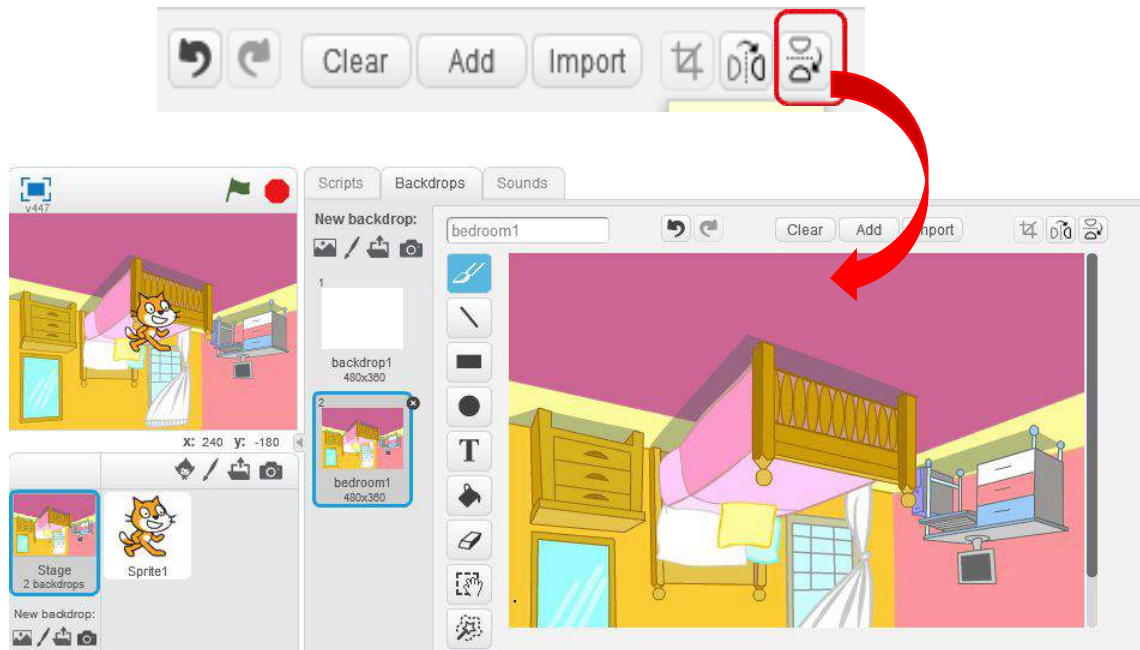 Clear Add Import
v447
Scripts Backdrops Sounds
New backdrop:
bedroom1
Clear Add
1
backdrop1
480x360
2
bedroom1
480x360
T
X: 240 y: -180
Stage
2 backdrops
Sprite1
New backdrop: